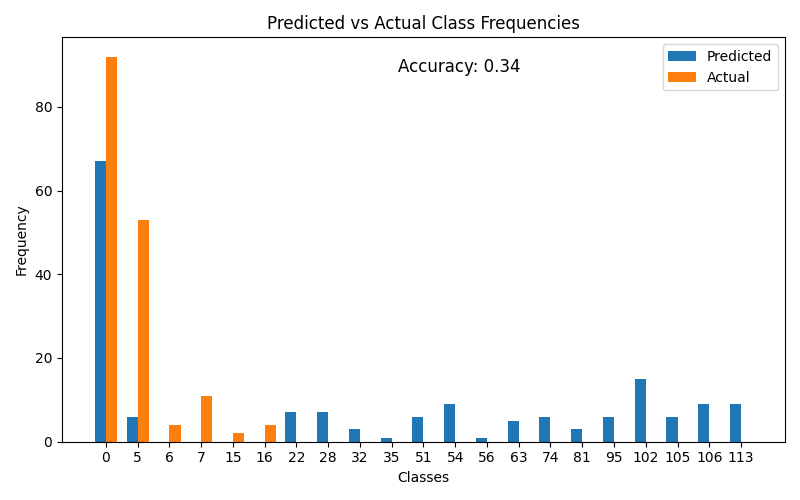 Predicted vs Actual Class Frequencies
Accuracy: 0.34
Predicted
Actual
Frequency
80
60
40
20
0
0 5 6 7 15 16 22 28 32 35 51 54 56 63 74 81 95 102 105 106 113
Classes